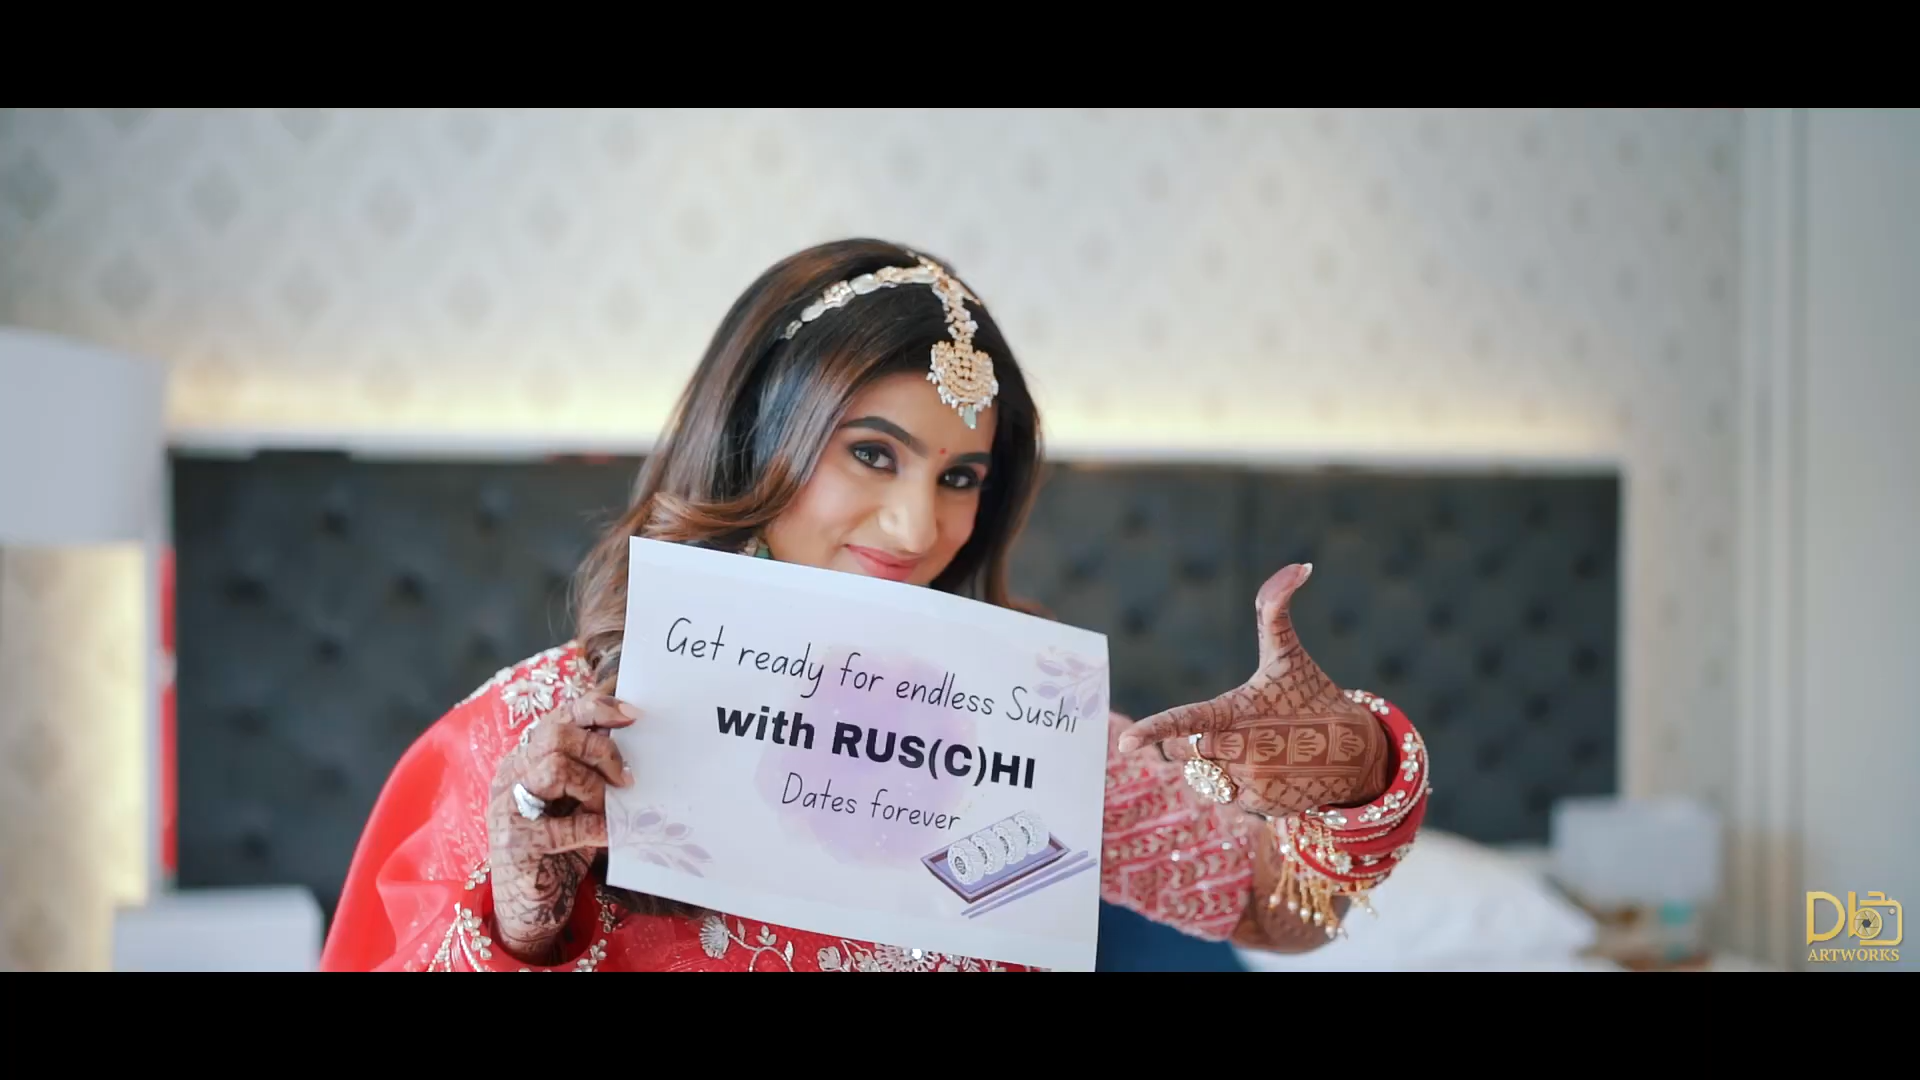 Get ready for endless Sushi
with RUS(C)HI
Dates forever
Db
ARTWORKS